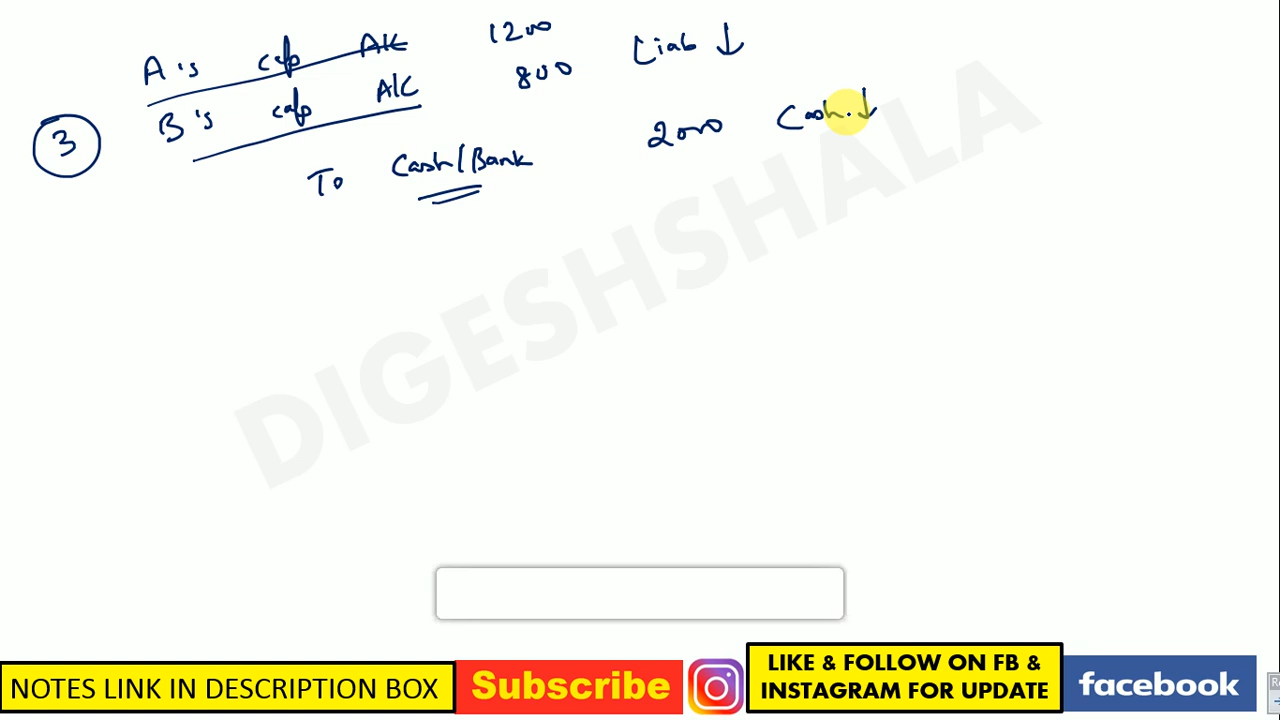 A's cap A/C 1200 Liab ↓
B's cap A/C 800
3
To Cash/Bank 2000 Cash ↓
DIGESHSHALA
NOTES LINK IN DESCRIPTION BOX
Subscribe
LIKE & FOLLOW ON FB &
INSTAGRAM FOR UPDATE
facebook